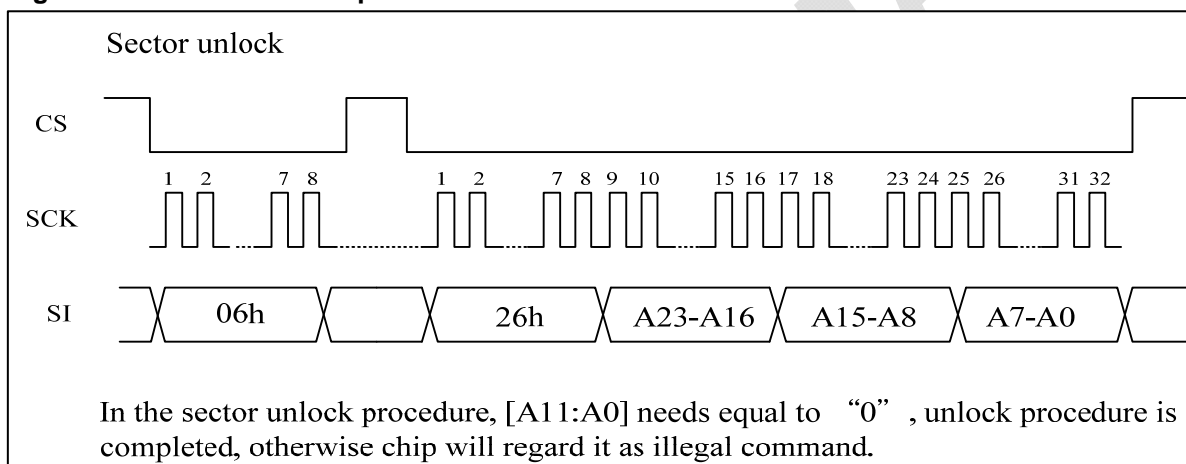 Sector unlock
CS
1 2 7 8 1 2 7 8 9 10 15 16 17 18 23 24 25 26 31 32
SCK
SI 06h 26h A23-A16 A15-A8 A7-A0
In the sector unlock procedure, [A11:A0] needs equal to “0” , unlock procedure is
completed, otherwise chip will regard it as illegal command.